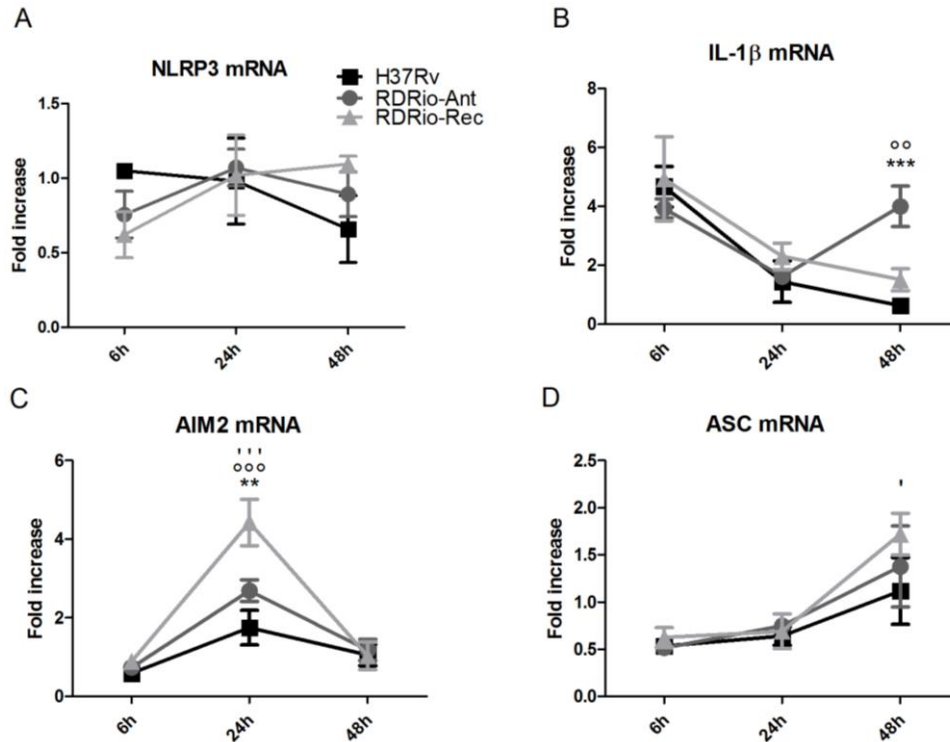 A
NLRP3 mRNA
H37Rv
RDRio-Ant
RDRio-Rec
Fold increase
1.5
1.0
0.5
0.0
6h
24h
48h
B
IL-1β mRNA
Fold increase
8
6
4
2
0
°°
***
6h
24h
48h
C
AIM2 mRNA
Fold increase
6
4
2
0
'''
°°°
**
6h
24h
48h
D
ASC mRNA
Fold increase
2.5
2.0
1.5
1.0
0.5
0.0
'
6h
24h
48h